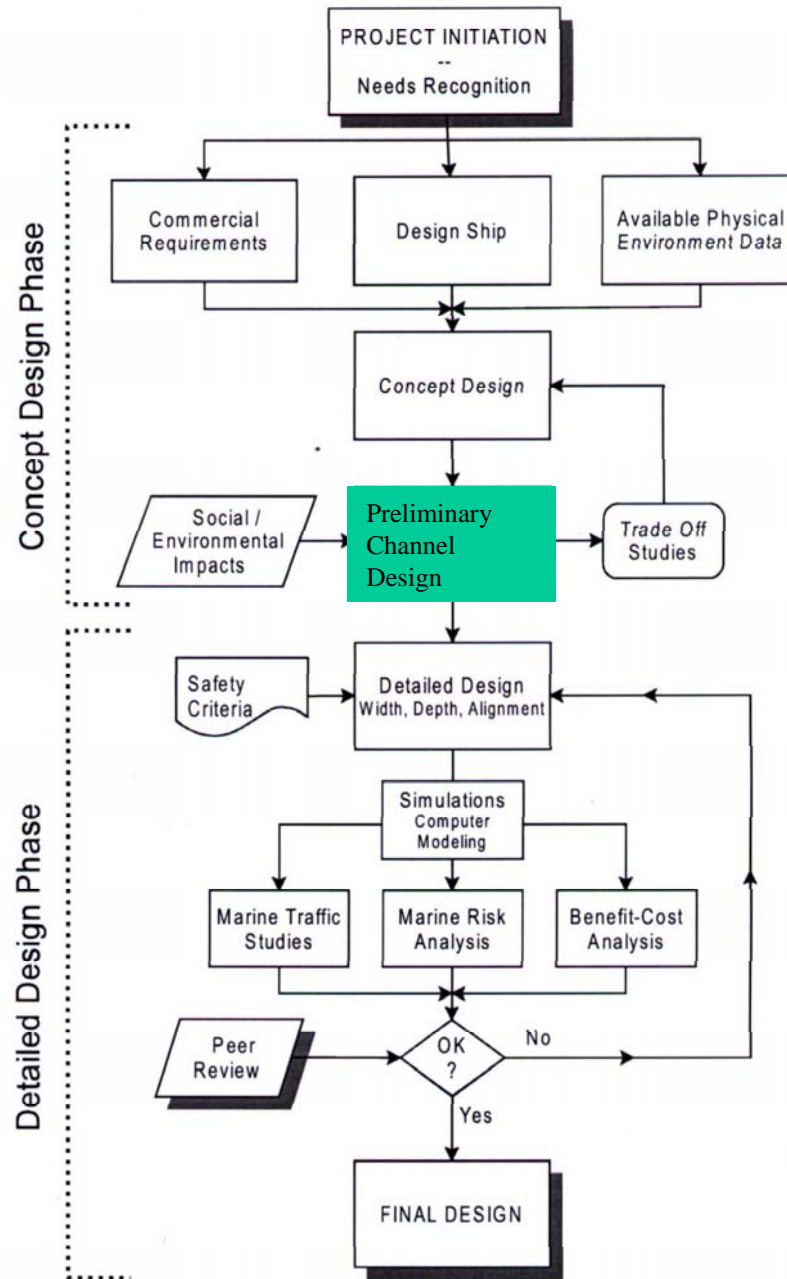 PROJECT INITIATION
--
Needs Recognition
Concept Design Phase
Commercial
Requirements
Design Ship
Available Physical
Environment Data
Concept Design
Social /
Environmental
Impacts
Preliminary
Channel
Design
Trade Off
Studies
Detailed Design Phase
Safety
Criteria
Detailed Design
Width, Depth, Alignment
Simulations
Computer
Modeling
Marine Traffic
Studies
Marine Risk
Analysis
Benefit-Cost
Analysis
Peer
Review
OK
?
No
Yes
FINAL DESIGN